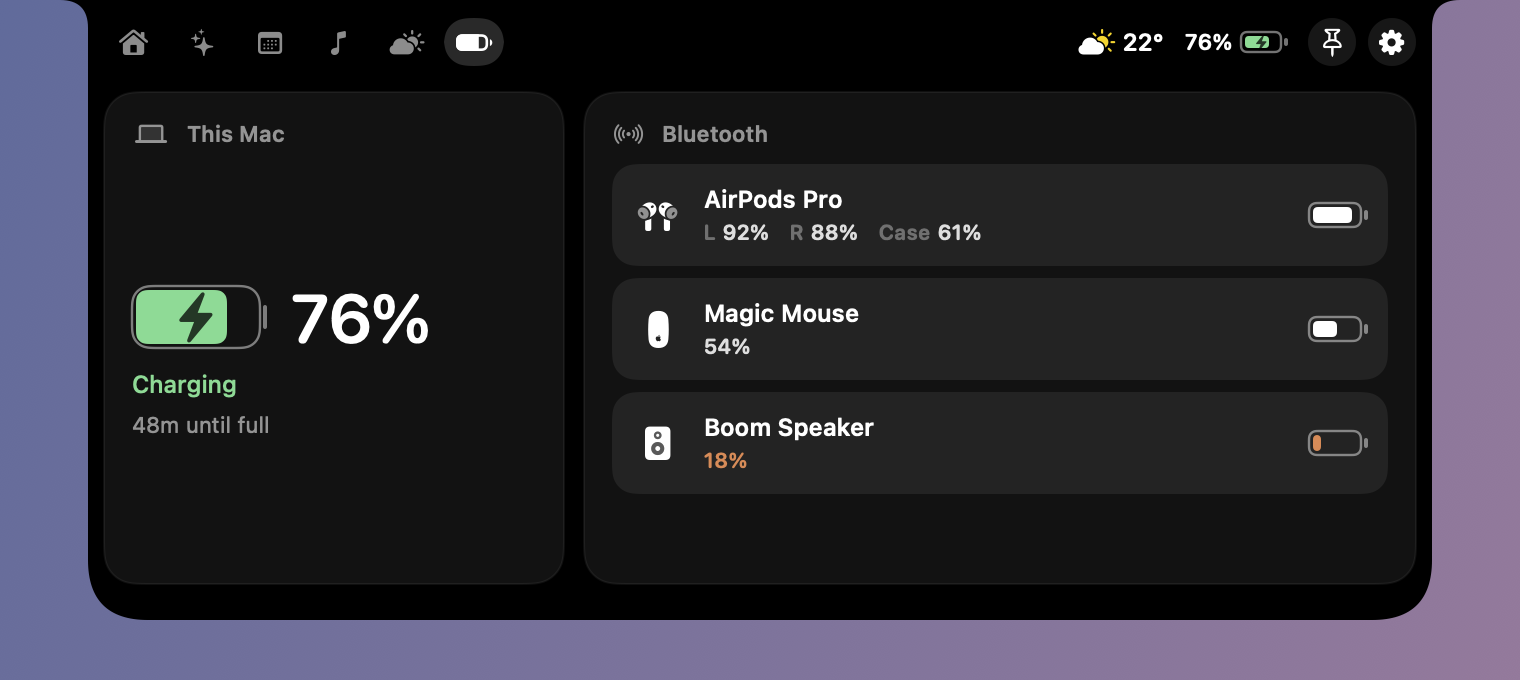 22° 76%
This Mac
76%
Charging
48m until full
Bluetooth
AirPods Pro
L 92% R 88% Case 61%
Magic Mouse
54%
Boom Speaker
18%